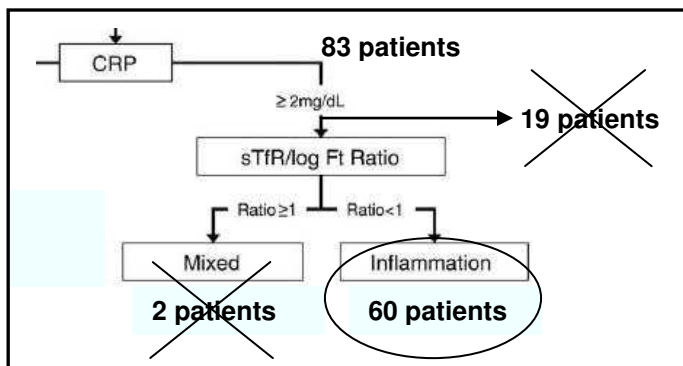 83 patients
CRP
≥ 2mg/dL
19 patients
sTfR/log Ft Ratio
Ratio≥1 Ratio<1
Mixed Inflammation
2 patients 60 patients